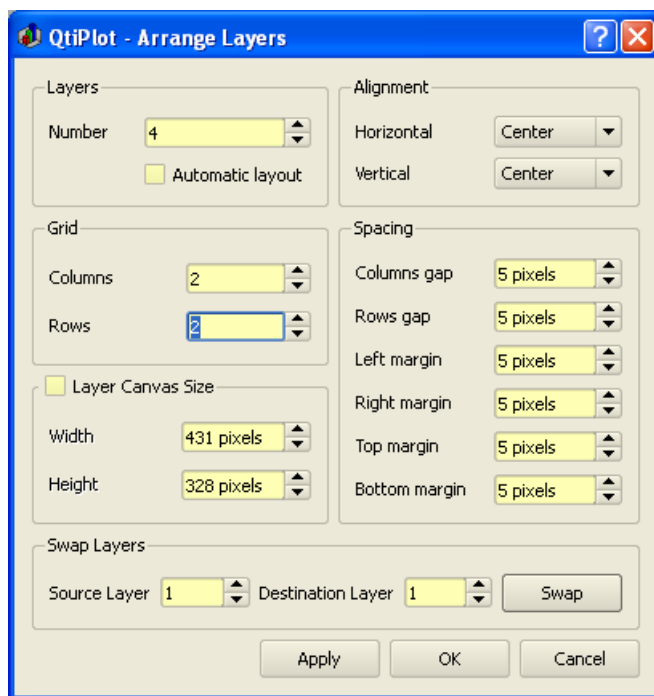 QtiPlot - Arrange Layers
Layers
Number 4
Automatic layout
Alignment
Horizontal Center
Vertical Center
Grid
Columns 2
Rows 2
Spacing
Columns gap 5 pixels
Rows gap 5 pixels
Left margin 5 pixels
Right margin 5 pixels
Top margin 5 pixels
Bottom margin 5 pixels
Layer Canvas Size
Width 431 pixels
Height 328 pixels
Swap Layers
Source Layer 1 Destination Layer 1 Swap
Apply OK Cancel